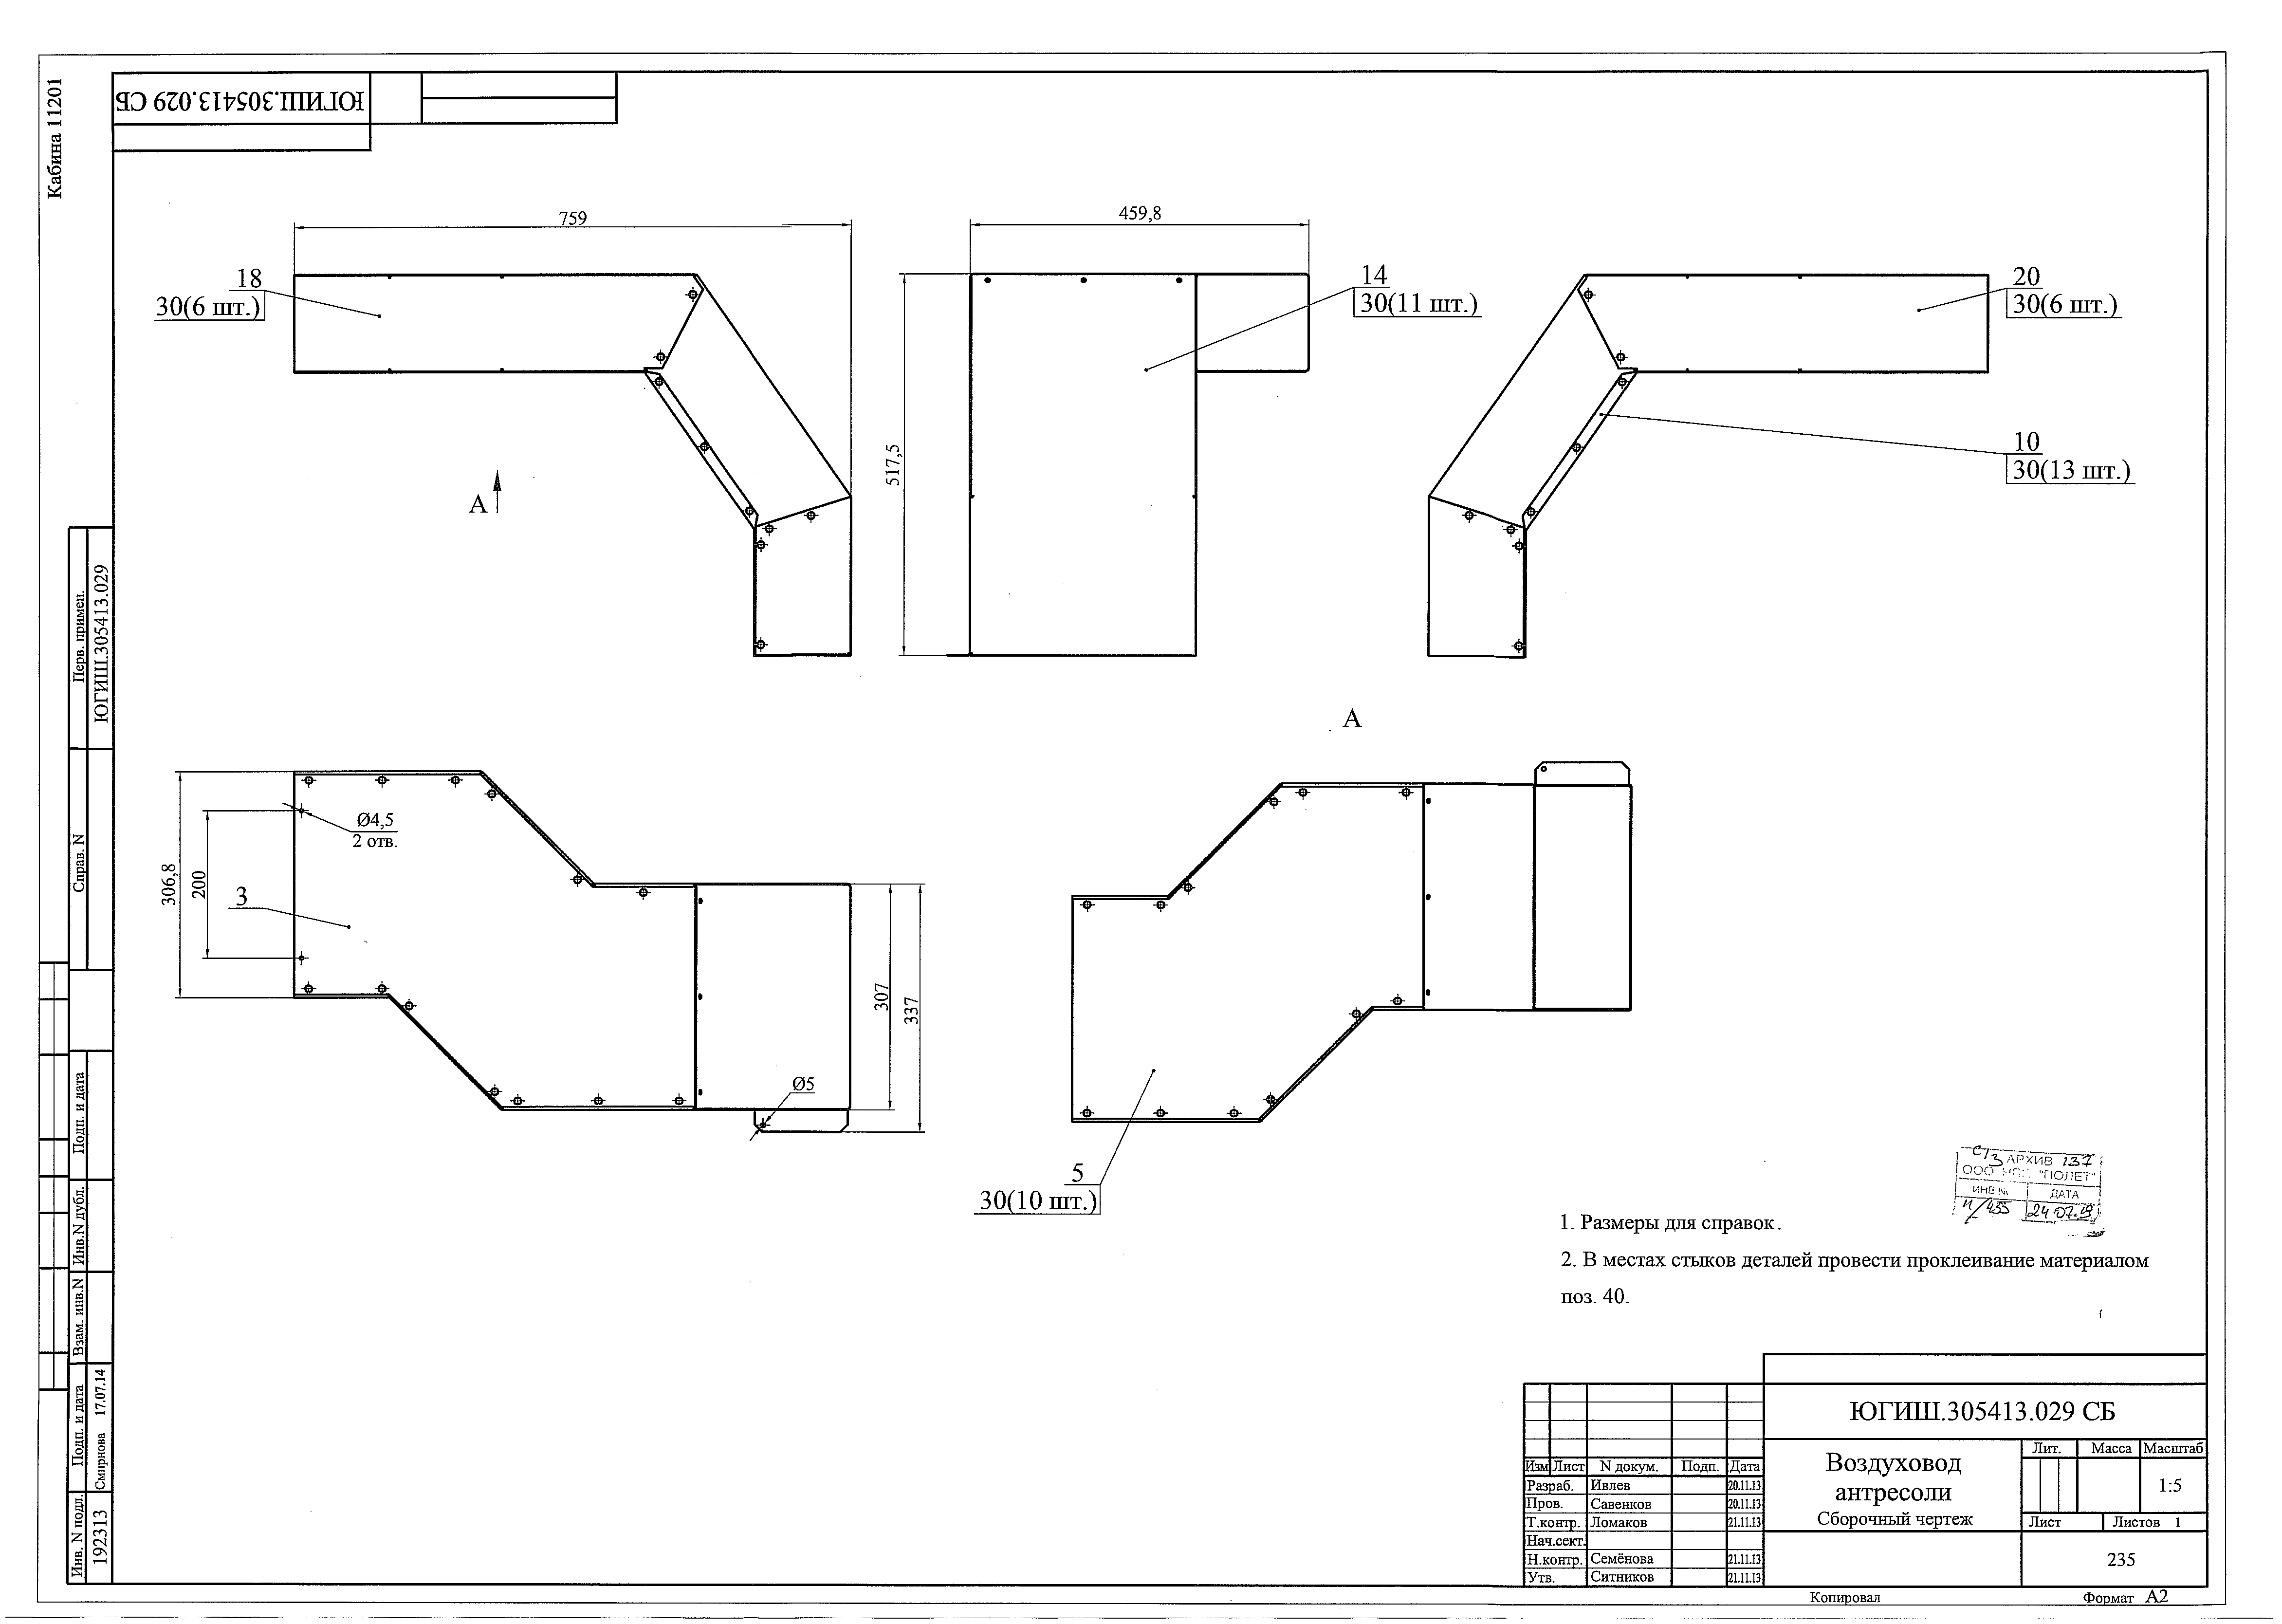 Кабина 11201
ЮГИШ.305413.029 СБ
759
459,8
18
30(6 шт.)
14
30(11 шт.)
20
30(6 шт.)
517,5
10
30(13 шт.)
А
А
Перв. примен.
ЮГИШ.305413.029
Справ. N
306,8
200
Ø4,5
2 отв.
3
307
337
Ø5
5
30(10 шт.)
Подп. и дата
Инв.N дубл.
Взам. инв.N
Подп. и дата
Смирнова 17.07.14
Инв. N подл.
192313
АРХИВ 137
ООО "ПОЛЕТ"
ИНВ № ДАТА
24 07.19
1. Размеры для справок.
2. В местах стыков деталей провести проклеивание материалом
поз. 40.
ЮГИШ.305413.029 СБ
Воздуховод
антресоли
Сборочный чертеж
Лит. Масса Масштаб
1:5
Лист Листов 1
235
Изм Лист N докум. Подп. Дата
Разраб. Ивлев 20.11.13
Пров. Савенков 20.11.13
Т.контр. Ломаков 21.11.13
Нач.сект.
Н.контр. Семёнова 21.11.13
Утв. Ситников 21.11.13
Копировал Формат А2